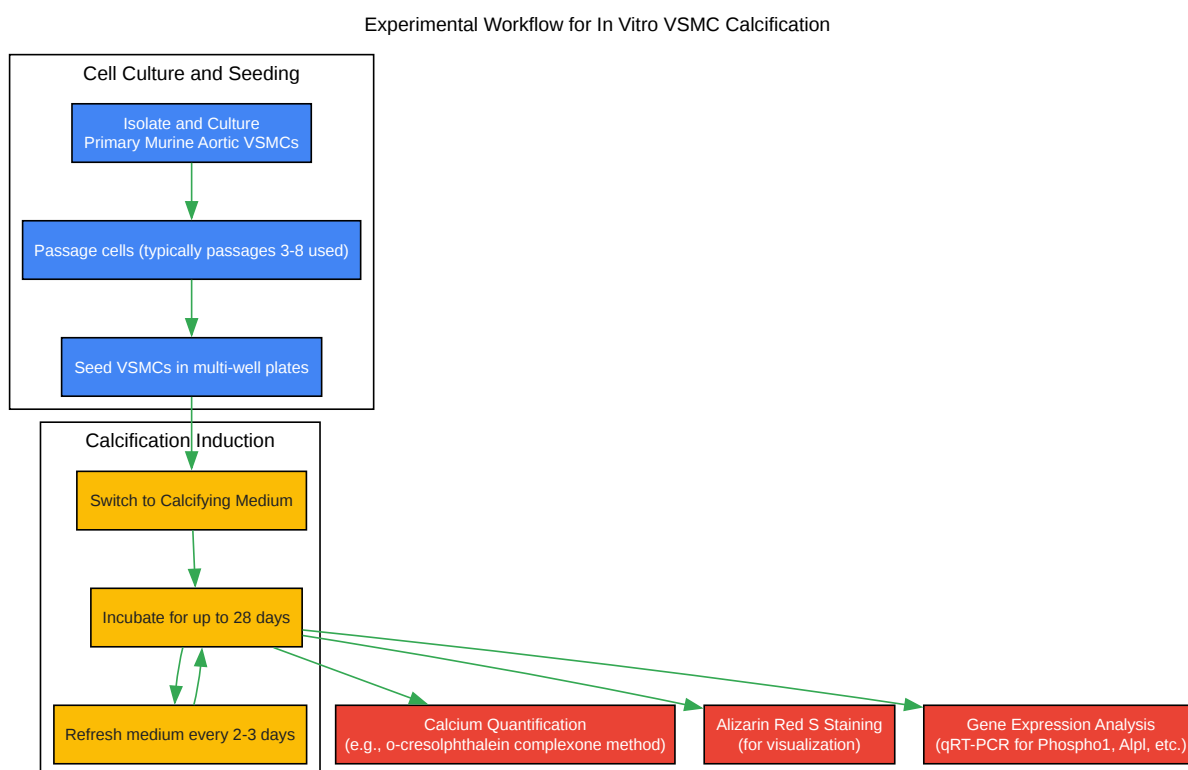 Experimental Workflow for In Vitro VSMC Calcification
Cell Culture and Seeding
Isolate and Culture
Primary Murine Aortic VSMCs
Passage cells (typically passages 3-8 used)
Seed VSMCs in multi-well plates
Calcification Induction
Switch to Calcifying Medium
Incubate for up to 28 days
Refresh medium every 2-3 days
Calcium Quantification
(e.g., o-cresolphthalein complexone method)
Alizarin Red S Staining
(for visualization)
Gene Expression Analysis
(qRT-PCR for Phospho1, Alpl, etc.)